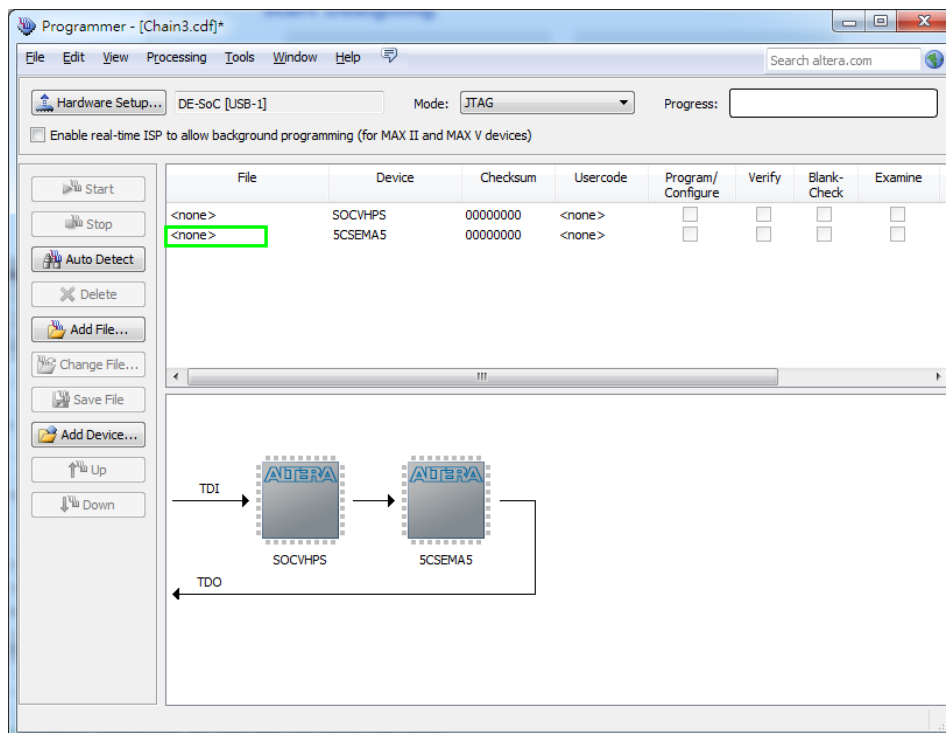 Programmer - [Chain3.cdf]*
File Edit View Processing Tools Window Help
Search altera.com
Hardware Setup... DE-SoC [USB-1] Mode: JTAG Progress:
Enable real-time ISP to allow background programming (for MAX II and MAX V devices)
Start
Stop
Auto Detect
Delete
Add File...
Change File...
Save File
Add Device...
Up
Down
File Device Checksum Usercode Program/ Verify Blank- Examine
Configure Check
<none> SOCVHPS 00000000 <none>
<none> 5CSEMA5 00000000 <none>
ALTERA ALTERA
TDI
SOCVHPS 5CSEMA5
TDO